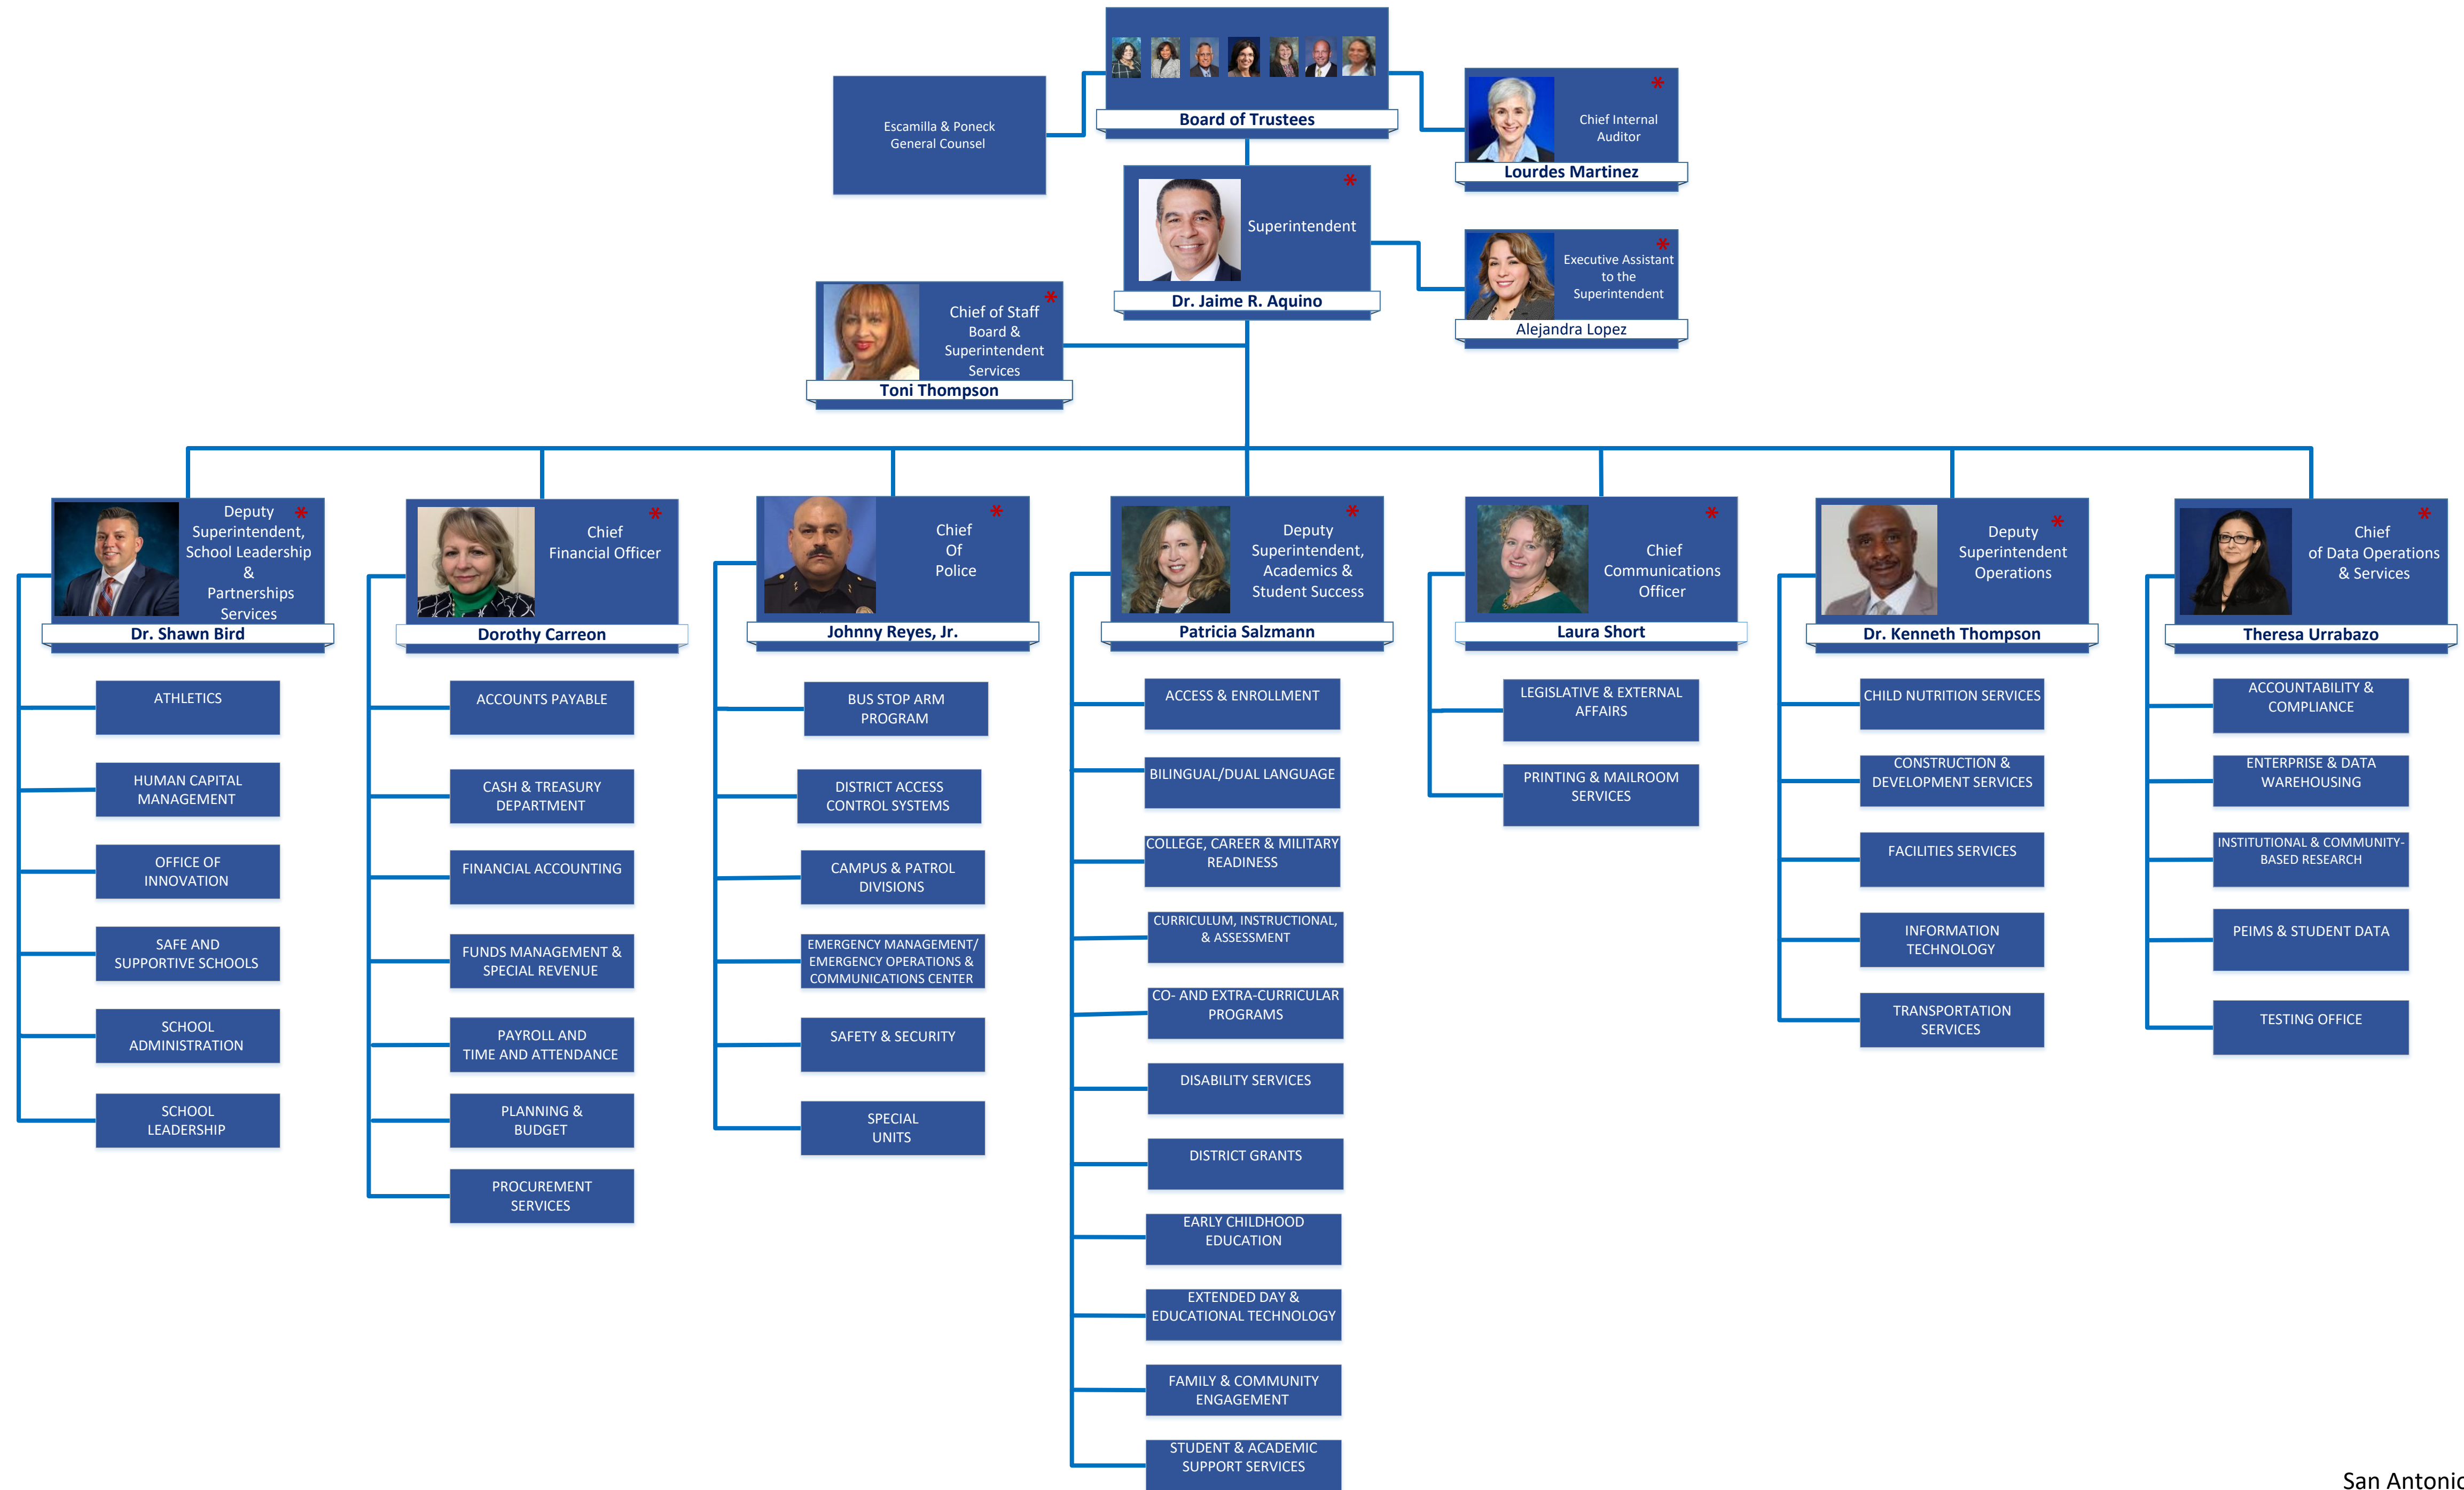 Board of Trustees
Escamilla & Poneck
General Counsel
*
Chief Internal
Auditor
Lourdes Martinez
*
Superintendent
Dr. Jaime R. Aquino
*
Executive Assistant
to the
Superintendent
Alejandra Lopez
*
Chief of Staff
Board &
Superintendent
Services
Toni Thompson
Deputy *
Superintendent,
School Leadership
&
Partnerships
Services
Dr. Shawn Bird
ATHLETICS
HUMAN CAPITAL
MANAGEMENT
OFFICE OF
INNOVATION
SAFE AND
SUPPORTIVE SCHOOLS
SCHOOL
ADMINISTRATION
SCHOOL
LEADERSHIP
*
Chief
Financial Officer
Dorothy Carreon
ACCOUNTS PAYABLE
CASH & TREASURY
DEPARTMENT
FINANCIAL ACCOUNTING
FUNDS MANAGEMENT &
SPECIAL REVENUE
PAYROLL AND
TIME AND ATTENDANCE
PLANNING &
BUDGET
PROCUREMENT
SERVICES
*
Chief
Of
Police
Johnny Reyes, Jr.
BUS STOP ARM
PROGRAM
DISTRICT ACCESS
CONTROL SYSTEMS
CAMPUS & PATROL
DIVISIONS
EMERGENCY MANAGEMENT/
EMERGENCY OPERATIONS &
COMMUNICATIONS CENTER
SAFETY & SECURITY
SPECIAL
UNITS
*
Deputy
Superintendent,
Academics &
Student Success
Patricia Salzmann
ACCESS & ENROLLMENT
BILINGUAL/DUAL LANGUAGE
COLLEGE, CAREER & MILITARY
READINESS
CURRICULUM, INSTRUCTIONAL,
& ASSESSMENT
CO- AND EXTRA-CURRICULAR
PROGRAMS
DISABILITY SERVICES
DISTRICT GRANTS
EARLY CHILDHOOD
EDUCATION
EXTENDED DAY &
EDUCATIONAL TECHNOLOGY
FAMILY & COMMUNITY
ENGAGEMENT
STUDENT & ACADEMIC
SUPPORT SERVICES
*
Chief
Communications
Officer
Laura Short
LEGISLATIVE & EXTERNAL
AFFAIRS
PRINTING & MAILROOM
SERVICES
*
Deputy
Superintendent
Operations
Dr. Kenneth Thompson
CHILD NUTRITION SERVICES
CONSTRUCTION &
DEVELOPMENT SERVICES
FACILITIES SERVICES
INFORMATION
TECHNOLOGY
TRANSPORTATION
SERVICES
*
Chief
of Data Operations
& Services
Theresa Urrabazo
ACCOUNTABILITY &
COMPLIANCE
ENTERPRISE & DATA
WAREHOUSING
INSTITUTIONAL & COMMUNITY-
BASED RESEARCH
PEIMS & STUDENT DATA
TESTING OFFICE
San Antonio